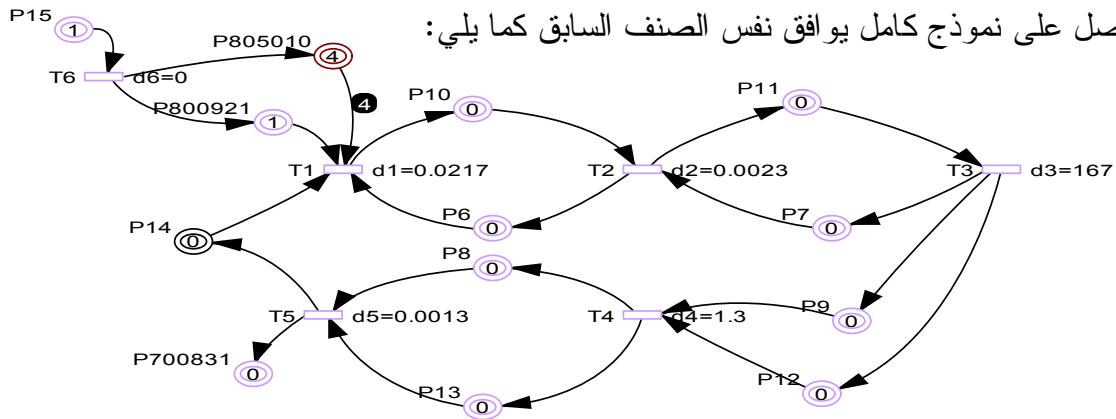 صل على نموذج كامل يوافق نفس الصنف السابق كما يلي:
P15
1
P805010
4
T6 d6=0
4
P10
0
P11
0
P800921
1
T1 d1=0.0217
T2 d2=0.0023
T3 d3=167
P6
0
P7
0
P14
0
P8
0
T5 d5=0.0013
T4 d4=1.3
P9
0
P700831
0
P13
0
P12
0